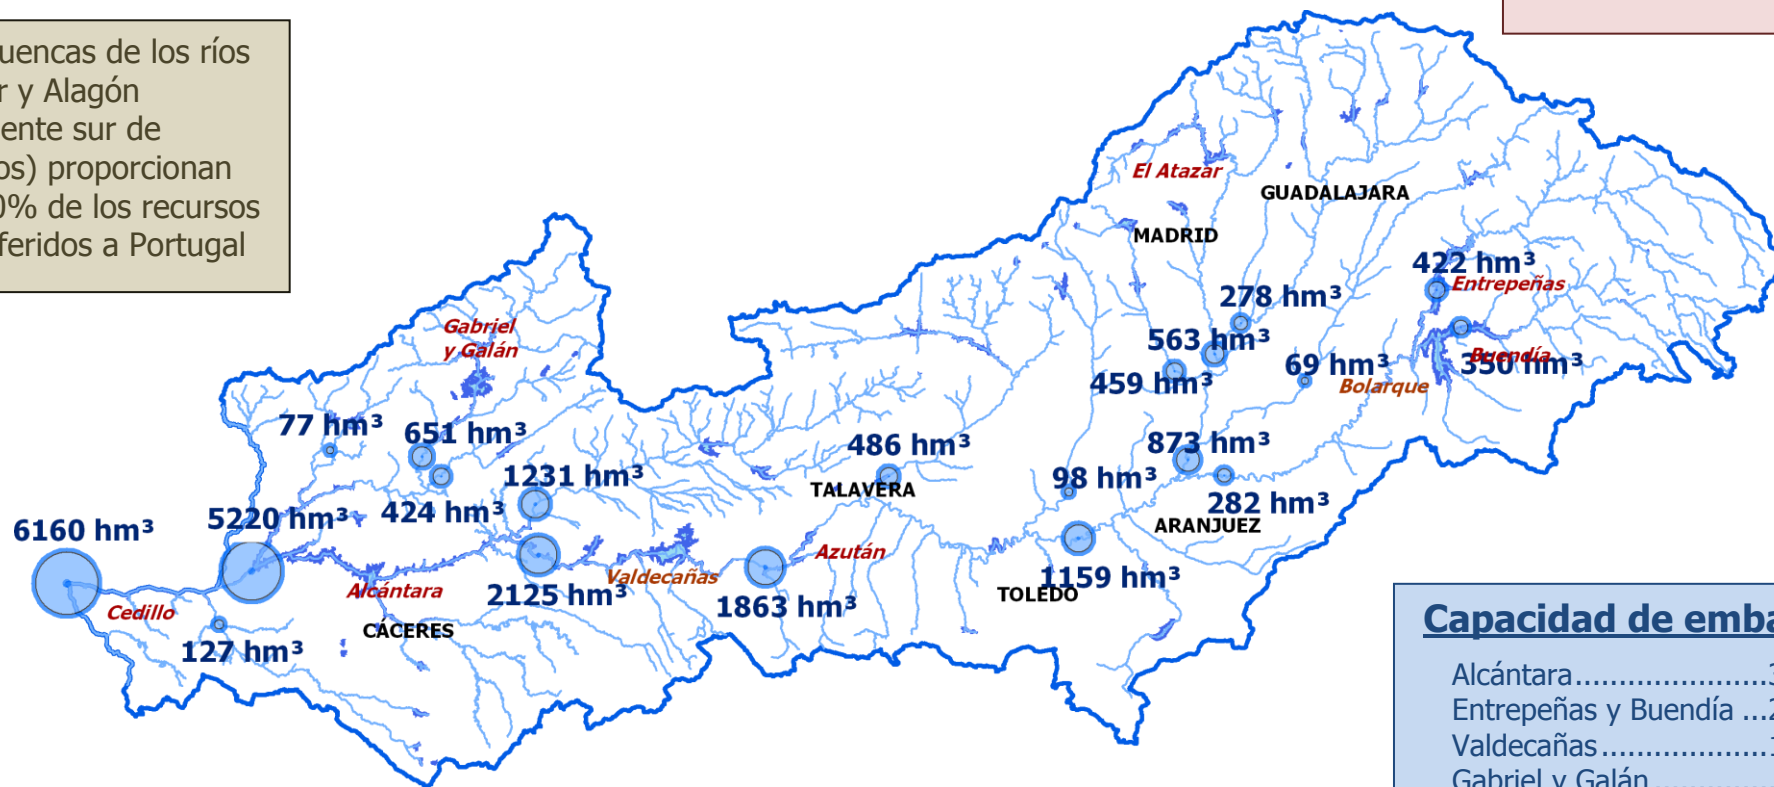 uencas de los ríos
r y Alagón
ente sur de
os) proporcionan
0% de los recursos
feridos a Portugal
El Atazar
GUADALAJARA
MADRID
422 hm³
Entrepeñas
278 hm³
Gabriel
y Galán
563 hm³
Buendía
350 hm³
69 hm³
459 hm³
Bolarque
77 hm³
651 hm³
486 hm³
873 hm³
1231 hm³
98 hm³
TALAVERA
282 hm³
424 hm³
5220 hm³
6160 hm³
ARANJUEZ
Azután
Valdecañas
1159 hm³
Alcántara
2125 hm³
TOLEDO
1863 hm³
Cedillo
CÁCERES
127 hm³
Capacidad de emba
Alcántara......................3
Entrepeñas y Buendía ...2
Valdecañas...................1
Gabriel y Galán